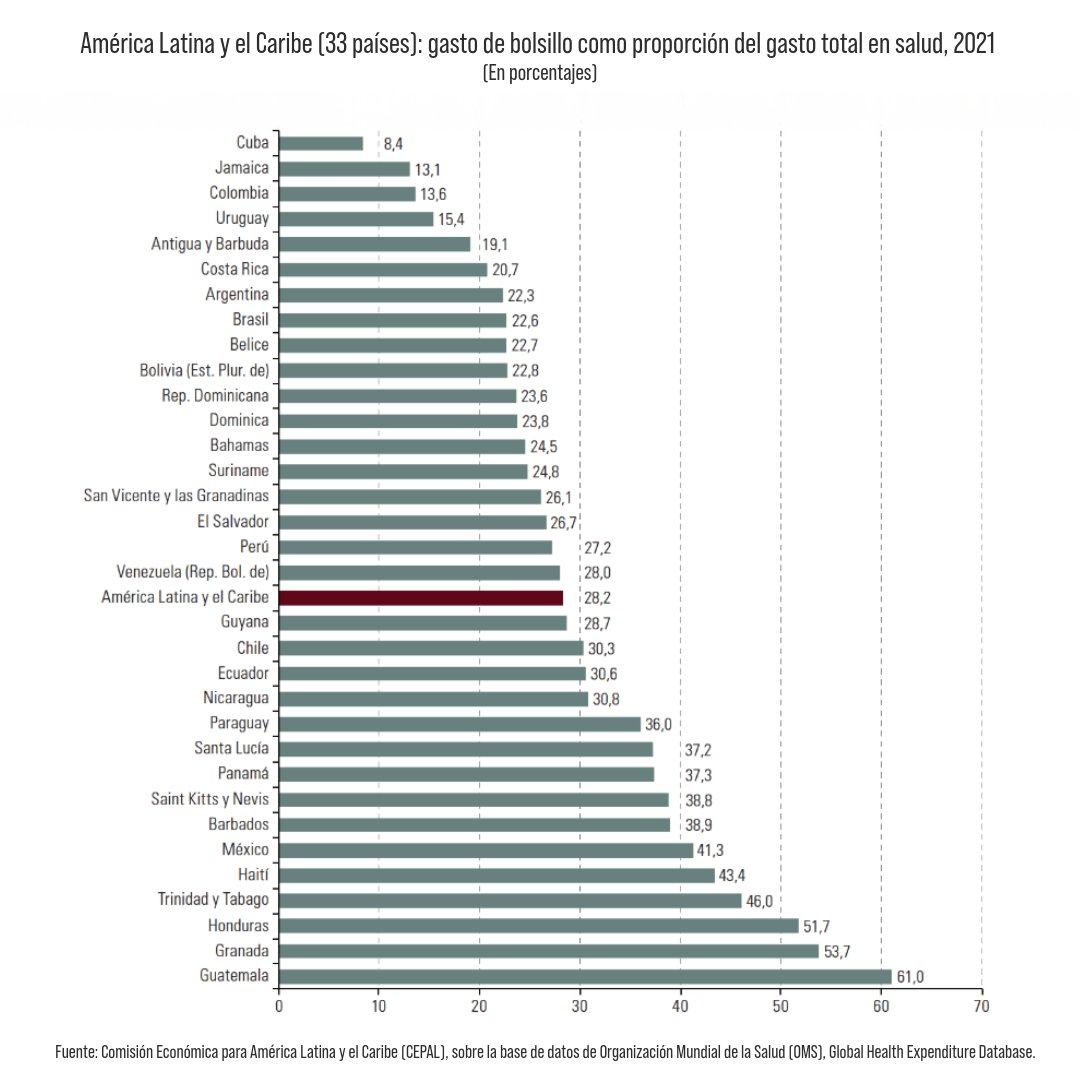 América Latina y el Caribe (33 países): gasto de bolsillo como proporción del gasto total en salud, 2021
(En porcentajes)
Cuba 8,4
Jamaica 13,1
Colombia 13,6
Uruguay 15,4
Antigua y Barbuda 19,1
Costa Rica 20,7
Argentina 22,3
Brasil 22,6
Belice 22,7
Bolivia (Est. Plur. de) 22,8
Rep. Dominicana 23,6
Dominica 23,8
Bahamas 24,5
Suriname 24,8
San Vicente y las Granadinas 26,1
El Salvador 26,7
Perú 27,2
Venezuela (Rep. Bol. de) 28,0
América Latina y el Caribe 28,2
Guyana 28,7
Chile 30,3
Ecuador 30,6
Nicaragua 30,8
Paraguay 36,0
Santa Lucía 37,2
Panamá 37,3
Saint Kitts y Nevis 38,8
Barbados 38,9
México 41,3
Haití 43,4
Trinidad y Tabago 46,0
Honduras 51,7
Granada 53,7
Guatemala 61,0
0 10 20 30 40 50 60 70
Fuente: Comisión Económica para América Latina y el Caribe (CEPAL), sobre la base de datos de Organización Mundial de la Salud (OMS), Global Health Expenditure Database.